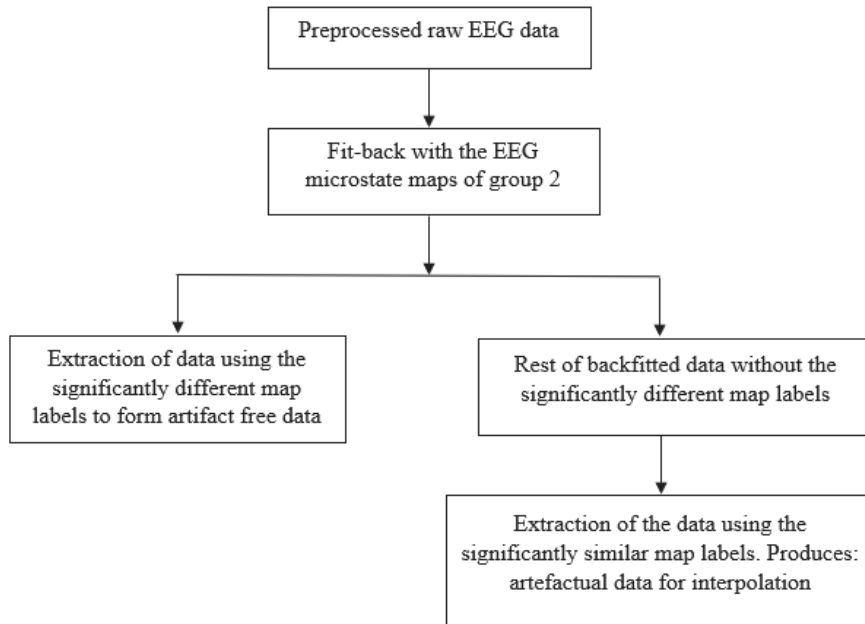 Preprocessed raw EEG data
Fit-back with the EEG
microstate maps of group 2
Extraction of data using the
significantly different map
labels to form artifact free data
Rest of backfitted data without the
significantly different map labels
Extraction of the data using the
significantly similar map labels. Produces:
artefactual data for interpolation